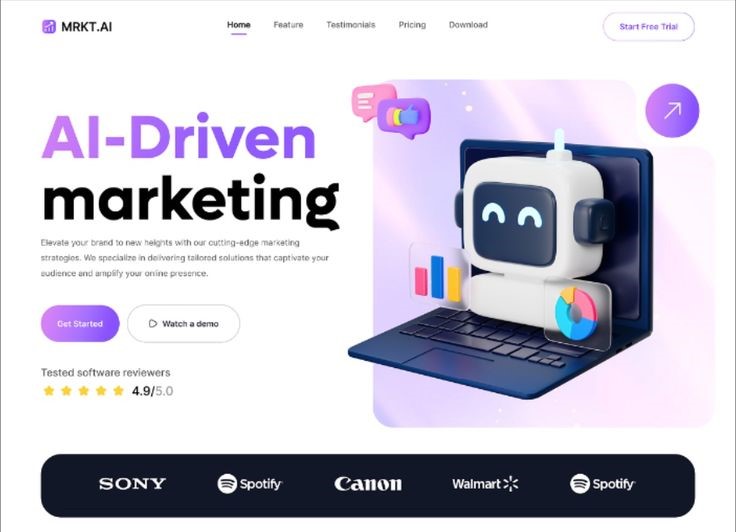 MRKT.AI
Home Feature Testimonials Pricing Download
Start Free Trial
AI-Driven
marketing
Elevate your brand to new heights with our cutting-edge marketing
strategies. We specialize in delivering tailored solutions that captivate your
audience and amplify your online presence.
Get Started
Watch a demo
Tested software reviewers
4.9/5.0
SONY Spotify Canon Walmart Spotify